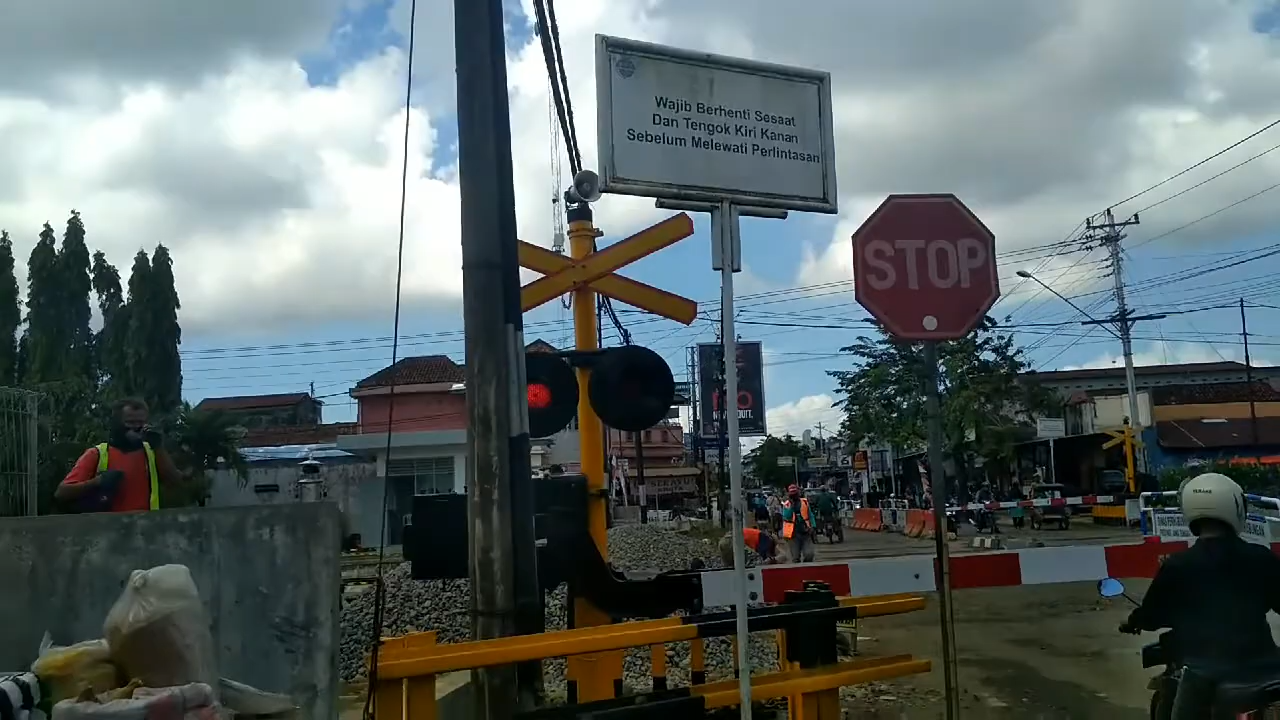 Wajib Berhenti Sesaat
Dan Tengok Kiri Kanan
Sebelum Melewati Perlintasan
STOP